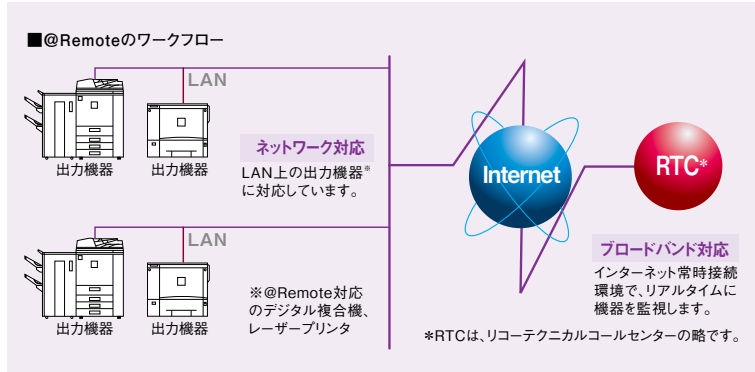 ■@Remoteのワークフロー
LAN
出力機器
出力機器
ネットワーク対応
LAN上の出力機器※
に対応しています。
LAN
出力機器
出力機器
※@Remote対応
のデジタル複合機、
レーザープリンタ
Internet
RTC*
ブロードバンド対応
インターネット常時接続
環境で、リアルタイムに
機器を監視します。
*RTCは、リコーテクニカルコールセンターの略です。